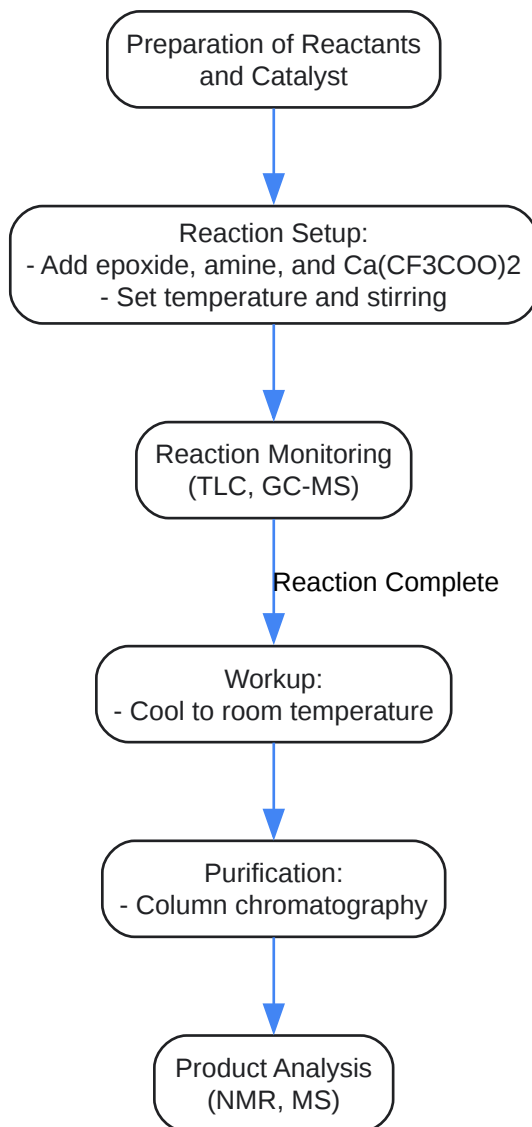 Preparation of Reactants
and Catalyst
Reaction Setup:
- Add epoxide, amine, and Ca(CF3COO)2
- Set temperature and stirring
Reaction Monitoring
(TLC, GC-MS)
Reaction Complete
Workup:
- Cool to room temperature
Purification:
- Column chromatography
Product Analysis
(NMR, MS)